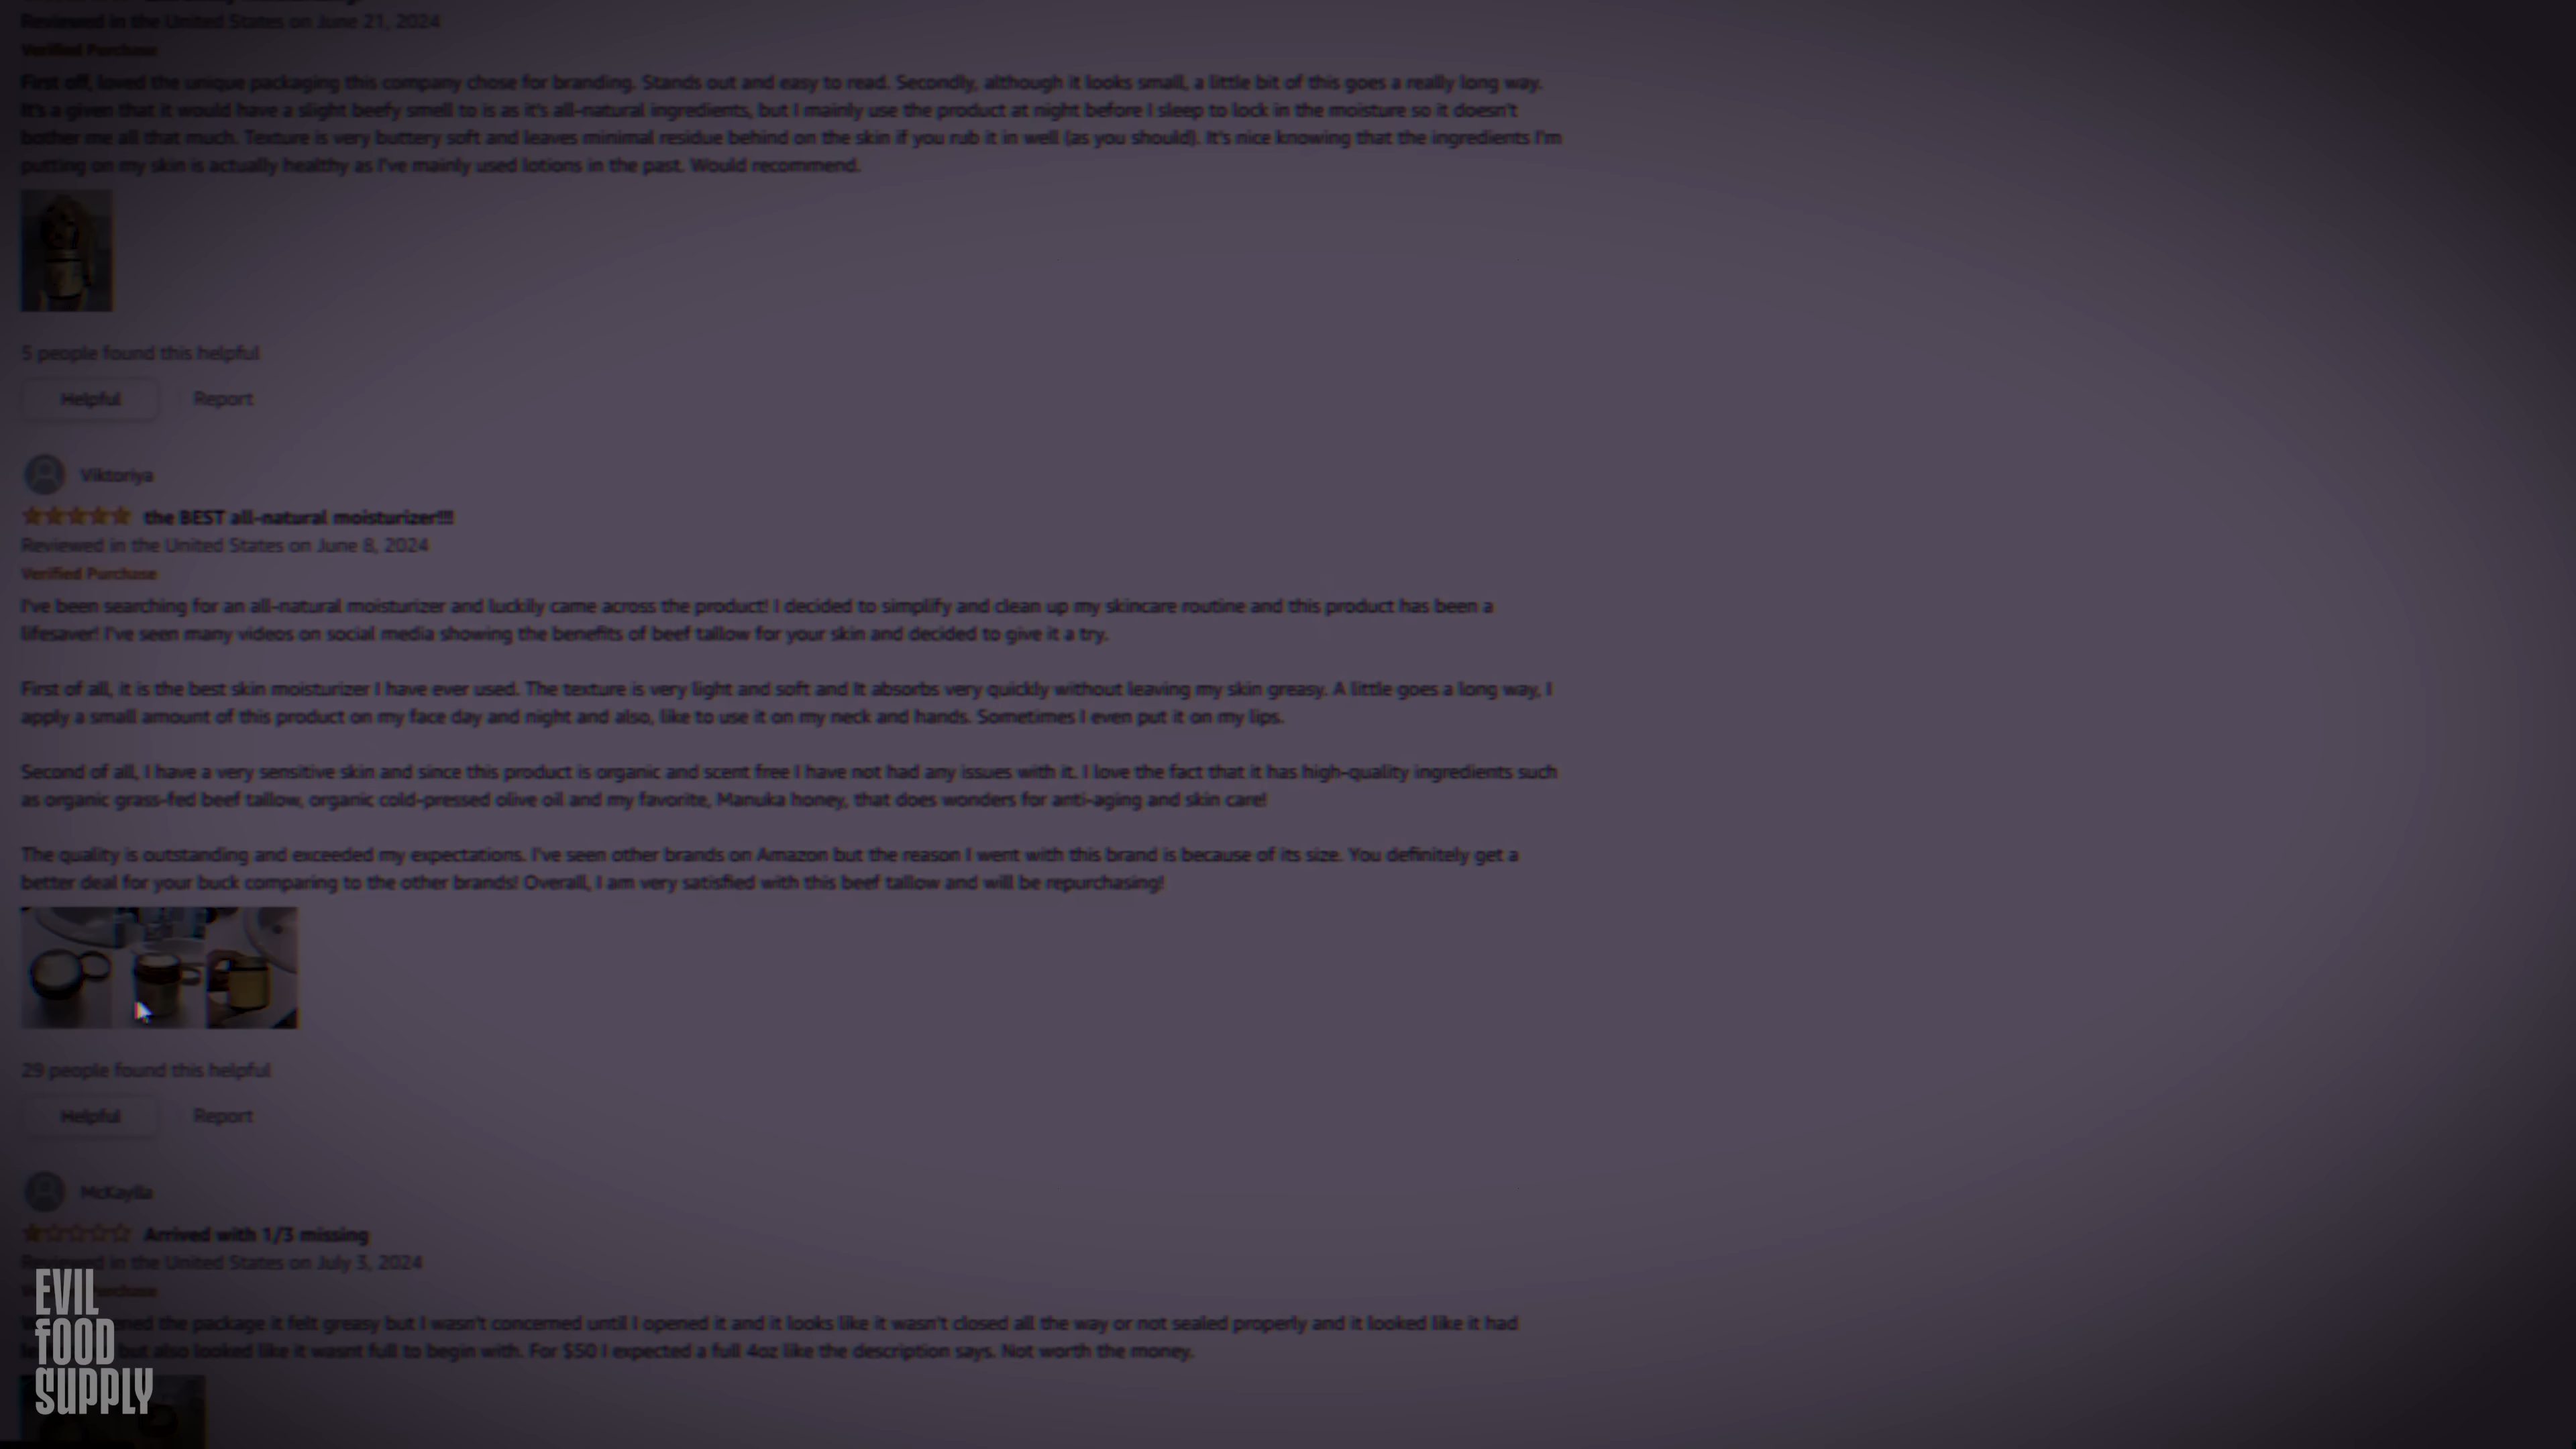 Reviewed in the United States on June 21, 2024
Verified Purchase
First off, loved the unique packaging this company chose for branding. Stands out and easy to read. Secondly, although it looks small, a little bit of this goes a really long way.
It's a given that it would have a slight beefy smell to is as it's all-natural ingredients, but I mainly use the product at night before I sleep to lock in the moisture so it doesn't
bother me all that much. Texture is very buttery soft and leaves minimal residue behind on the skin if you rub it in well (as you should). It's nice knowing that the ingredients I'm
putting on my skin is actually healthy as I've mainly used lotions in the past. Would recommend.
5 people found this helpful
Helpful Report
Viktoriya
the BEST all-natural moisturizer!!!
Reviewed in the United States on June 8, 2024
Verified Purchase
I've been searching for an all-natural moisturizer and luckily came across the product! I decided to simplify and clean up my skincare routine and this product has been a
lifesaver! I've seen many videos on social media showing the benefits of beef tallow for your skin and decided to give it a try.
First of all, it is the best skin moisturizer I have ever used. The texture is very light and soft and It absorbs very quickly without leaving my skin greasy. A little goes a long way, I
apply a small amount of this product on my face day and night and also, like to use it on my neck and hands. Sometimes I even put it on my lips.
Second of all, I have a very sensitive skin and since this product is organic and scent free I have not had any issues with it. I love the fact that it has high-quality ingredients such
as organic grass-fed beef tallow, organic cold-pressed olive oil and my favorite, Manuka honey, that does wonders for anti-aging and skin care!
The quality is outstanding and exceeded my expectations. I've seen other brands on Amazon but the reason I went with this brand is because of its size. You definitely get a
better deal for your buck comparing to the other brands! Overall, I am very satisfied with this beef tallow and will be repurchasing!
29 people found this helpful
Helpful Report
McKaylla
Arrived with 1/3 missing
Reviewed in the United States on July 3, 2024
Purchase
the package it felt greasy but I wasn't concerned until I opened it and it looks like it wasn't closed all the way or not sealed properly and it looked like it had
but also looked like it wasnt full to begin with. For $50 I expected a full 4oz like the description says. Not worth the money.
EVIL
FOOD
SUPPLY